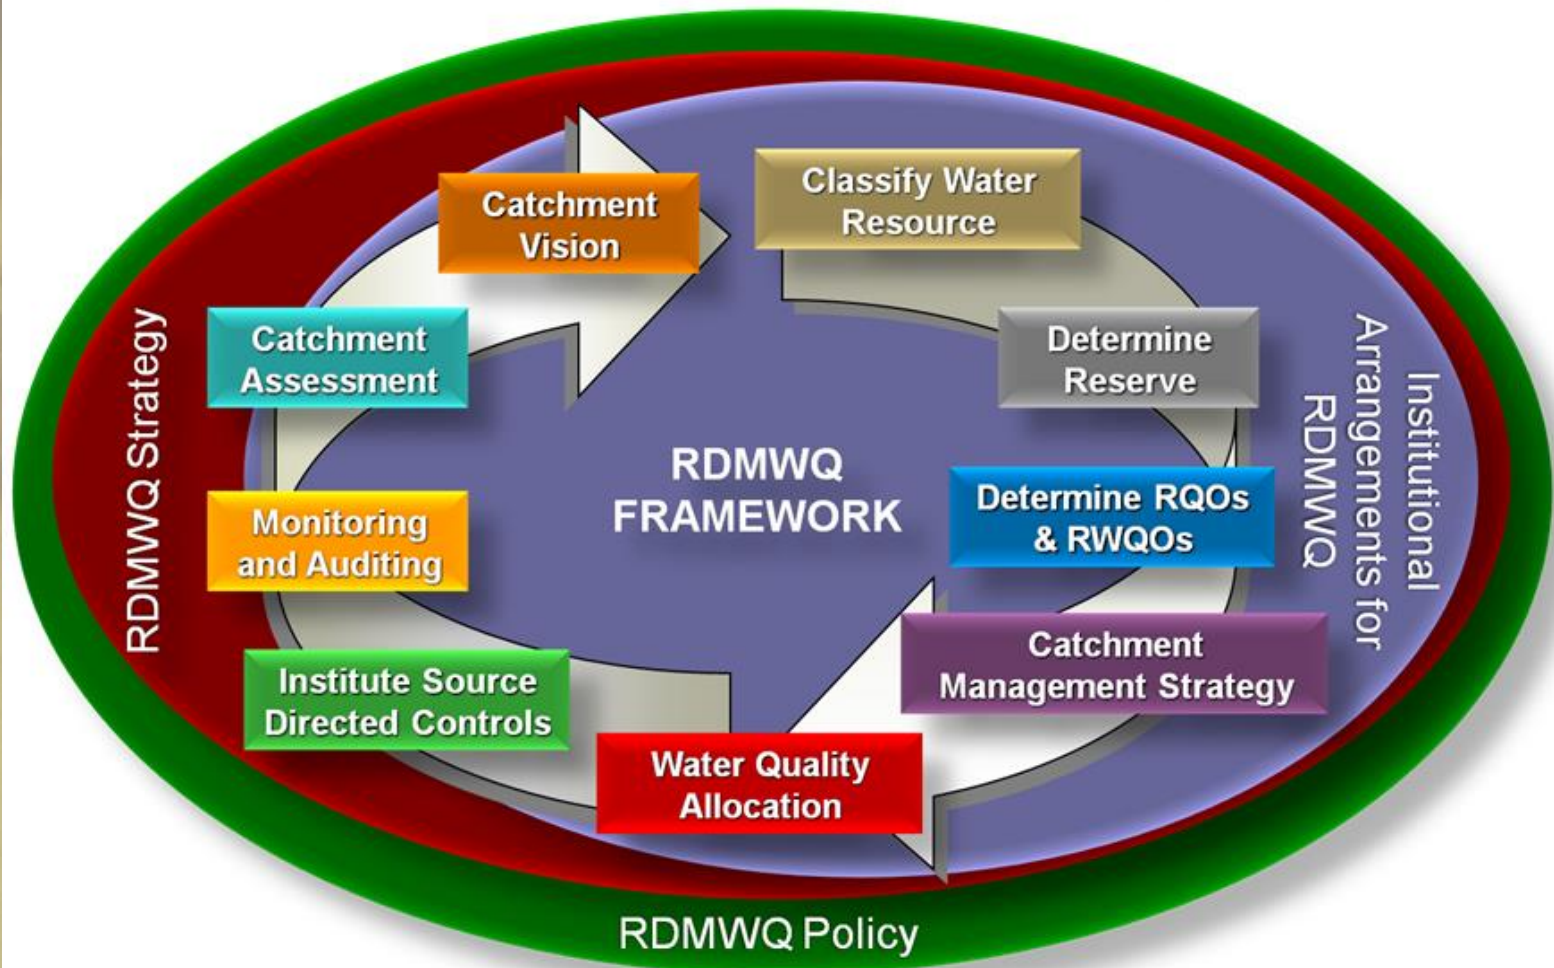 Catchment
Vision
Classify Water
Resource
Determine
Reserve
Determine RQOs
& RWQOs
Catchment
Management Strategy
Water Quality
Allocation
Institute Source
Directed Controls
Monitoring
and Auditing
Catchment
Assessment
RDMWQ
FRAMEWORK
RDMWQ Strategy
Institutional
Arrangements for
RDMWQ
RDMWQ Policy